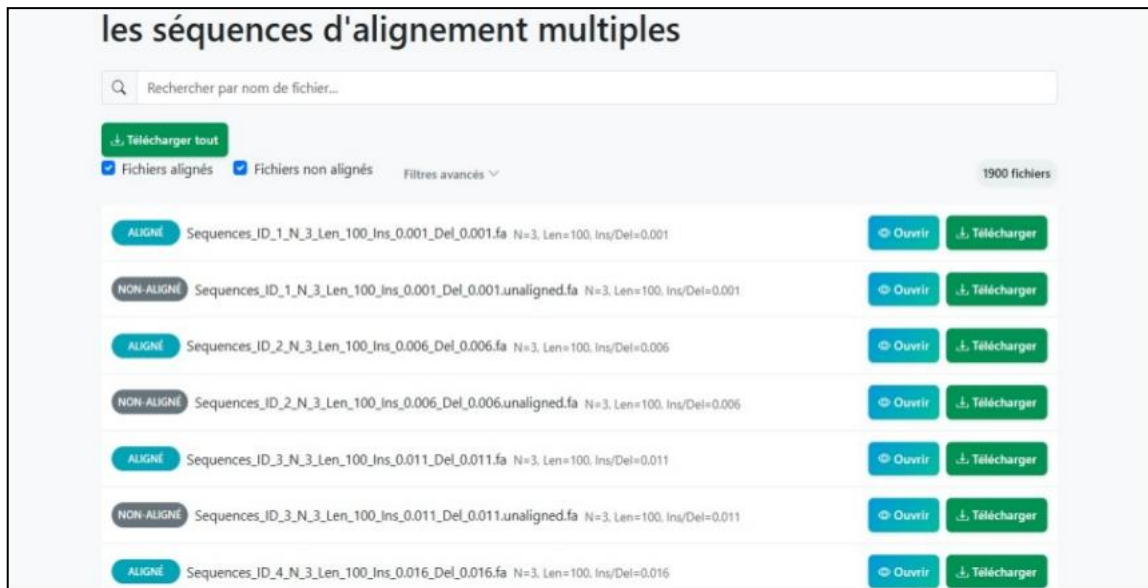 les séquences d'alignement multiples
Rechercher par nom de fichier...
Télécharger tout
Fichiers alignés Fichiers non alignés Filtres avancés 1900 fichiers
ALIGNÉ Sequences_ID_1_N_3_Len_100_Ins_0.001_Del_0.001.fa N=3, Len=100, Ins/Del=0.001 Ouvrir Télécharger
NON-ALIGNÉ Sequences_ID_1_N_3_Len_100_Ins_0.001_Del_0.001.unaligned.fa N=3, Len=100, Ins/Del=0.001 Ouvrir Télécharger
ALIGNÉ Sequences_ID_2_N_3_Len_100_Ins_0.006_Del_0.006.fa N=3, Len=100, Ins/Del=0.006 Ouvrir Télécharger
NON-ALIGNÉ Sequences_ID_2_N_3_Len_100_Ins_0.006_Del_0.006.unaligned.fa N=3, Len=100, Ins/Del=0.006 Ouvrir Télécharger
ALIGNÉ Sequences_ID_3_N_3_Len_100_Ins_0.011_Del_0.011.fa N=3, Len=100, Ins/Del=0.011 Ouvrir Télécharger
NON-ALIGNÉ Sequences_ID_3_N_3_Len_100_Ins_0.011_Del_0.011.unaligned.fa N=3, Len=100, Ins/Del=0.011 Ouvrir Télécharger
ALIGNÉ Sequences_ID_4_N_3_Len_100_Ins_0.016_Del_0.016.fa N=3, Len=100, Ins/Del=0.016 Ouvrir Télécharger